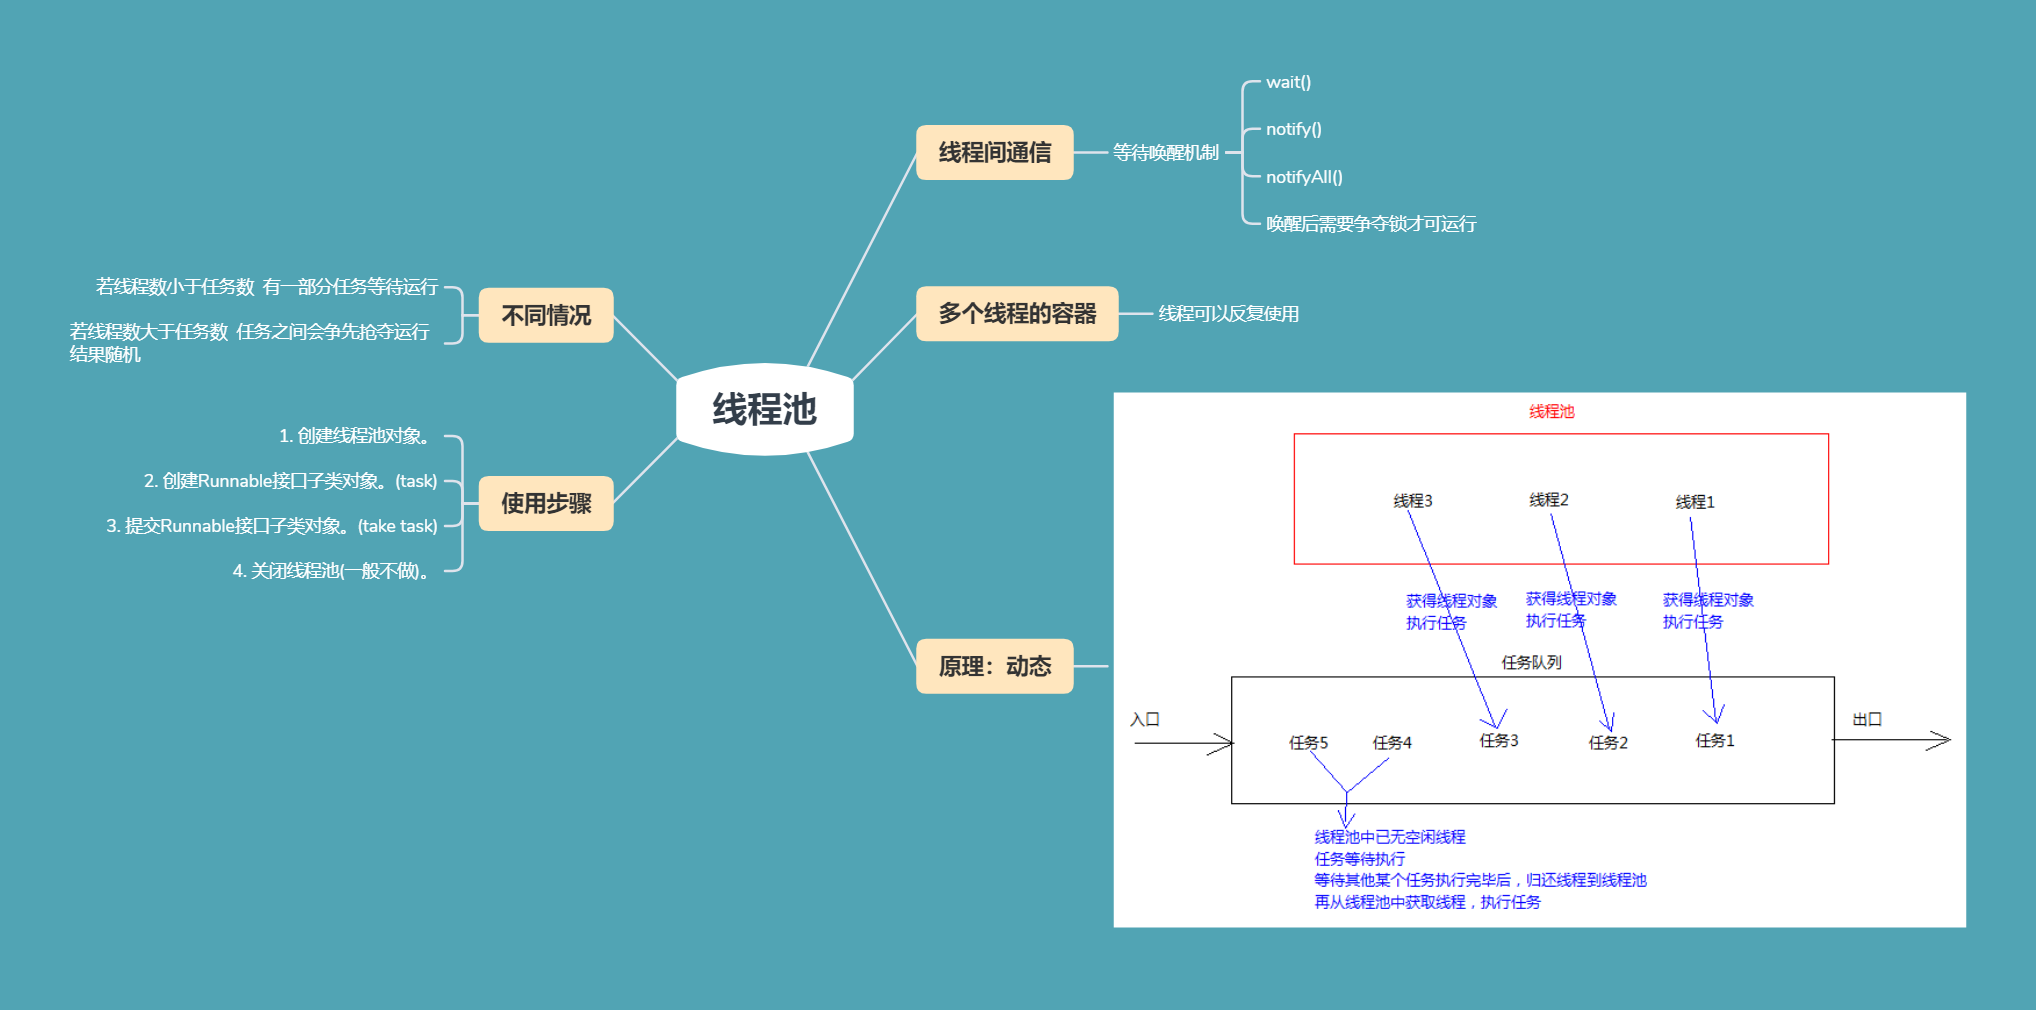 线程池
线程间通信
等待唤醒机制
wait()
notify()
notifyAll()
唤醒后需要争夺锁才可运行
多个线程的容器
线程可以反复使用
原理：动态
线程池
线程3
线程2
线程1
获得线程对象
执行任务
获得线程对象
执行任务
获得线程对象
执行任务
任务队列
入口
出口
任务5
任务4
任务3
任务2
任务1
线程池中已无空闲线程
任务等待执行
等待其他某个任务执行完毕后，归还线程到线程池
再从线程池中获取线程，执行任务
不同情况
若线程数小于任务数 有一部分任务等待运行
若线程数大于任务数 任务之间会争先抢夺运行
结果随机
使用步骤
1. 创建线程池对象。
2. 创建Runnable接口子类对象。(task)
3. 提交Runnable接口子类对象。(take task)
4. 关闭线程池(一般不做)。